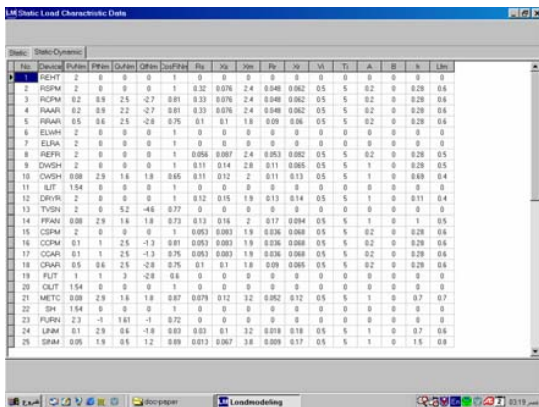 Static Load Charactristic Data
Static Static-Dynamic
No. Device PvNm PfNm QvNm QfNm CosFiNm Rs Xs Xm Rr Xr Vi Ti A B k Lfm
1 REHT 2 0 0 0 1 0 0 0 0 0 0 0 0 0 0 0
2 RSPM 2 0 0 0 1 0.32 0.076 2.4 0.048 0.062 0.5 5 0.2 0 0.28 0.6
3 RCPM 0.2 0.9 2.5 -2.7 0.81 0.33 0.076 2.4 0.048 0.062 0.5 5 0.2 0 0.28 0.6
4 RAAR 0.2 0.9 2.2 -2.7 0.81 0.33 0.076 2.4 0.048 0.062 0.5 5 0.2 0 0.28 0.6
5 RRAR 0.5 0.6 2.5 -2.8 0.75 0.1 0.1 1.8 0.09 0.06 0.5 5 0.2 0 0.28 0.6
6 ELWH 2 0 0 0 1 0 0 0 0 0 0 0 0 0 0 0
7 ELRA 2 0 0 0 1 0 0 0 0 0 0 0 0 0 0 0
8 REFR 2 0 0 0 1 0.056 0.087 2.4 0.053 0.082 0.5 5 0.2 0 0.28 0.5
9 DWSH 2 0 0 0 1 0.11 0.14 2.8 0.11 0.065 0.5 5 1 0 0.28 0.5
10 CWSH 0.08 2.9 1.6 1.8 0.65 0.11 0.12 2 0.11 0.13 0.5 5 1 0 0.69 0.4
11 ILIT 1.54 0 0 0 1 0 0 0 0 0 0 0 0 0 0 0
12 DRYR 2 0 0 0 1 0.12 0.15 1.9 0.13 0.14 0.5 5 1 0 0.11 0.4
13 TVSN 2 0 5.2 -4.6 0.77 0 0 0 0 0 0 0 0 0 0 0
14 FFAN 0.08 2.9 1.6 1.8 0.73 0.13 0.16 2 0.17 0.094 0.5 5 1 0 1 0.5
15 CSPM 2 0 0 0 1 0.053 0.083 1.9 0.036 0.068 0.5 5 0.2 0 0.28 0.6
16 CCPM 0.1 1 2.5 -1.3 0.81 0.053 0.083 1.9 0.036 0.068 0.5 5 0.2 0 0.28 0.6
17 CCAR 0.1 1 2.5 -1.3 0.75 0.053 0.083 1.9 0.036 0.068 0.5 5 0.2 0 0.28 0.6
18 CRAR 0.5 0.6 2.5 -2.8 0.75 0.1 0.1 1.8 0.09 0.065 0.5 5 0.2 0 0.28 0.6
19 FLIT 1 1 3 -2.8 0.6 0 0 0 0 0 0 0 0 0 0 0
20 OLIT 1.54 0 0 0 1 0 0 0 0 0 0 0 0 0 0 0
21 METC 0.08 2.9 1.6 1.8 0.87 0.079 0.12 3.2 0.052 0.12 0.5 5 1 0 0.7 0.7
22 SH 1.54 0 0 0 1 0 0 0 0 0 0 0 0 0 0 0
23 FURN 2.3 -1 1.61 -1 0.72 0 0 0 0 0 0 0 0 0 0 0
24 LINM 0.1 2.9 0.6 -1.8 0.83 0.03 0.1 3.2 0.018 0.18 0.5 5 1 0 0.7 0.6
25 SINM 0.05 1.9 0.5 1.2 0.89 0.013 0.067 3.8 0.009 0.17 0.5 5 1 0 1.5 0.8
doc-paper LM Loadmodeling En 03:19